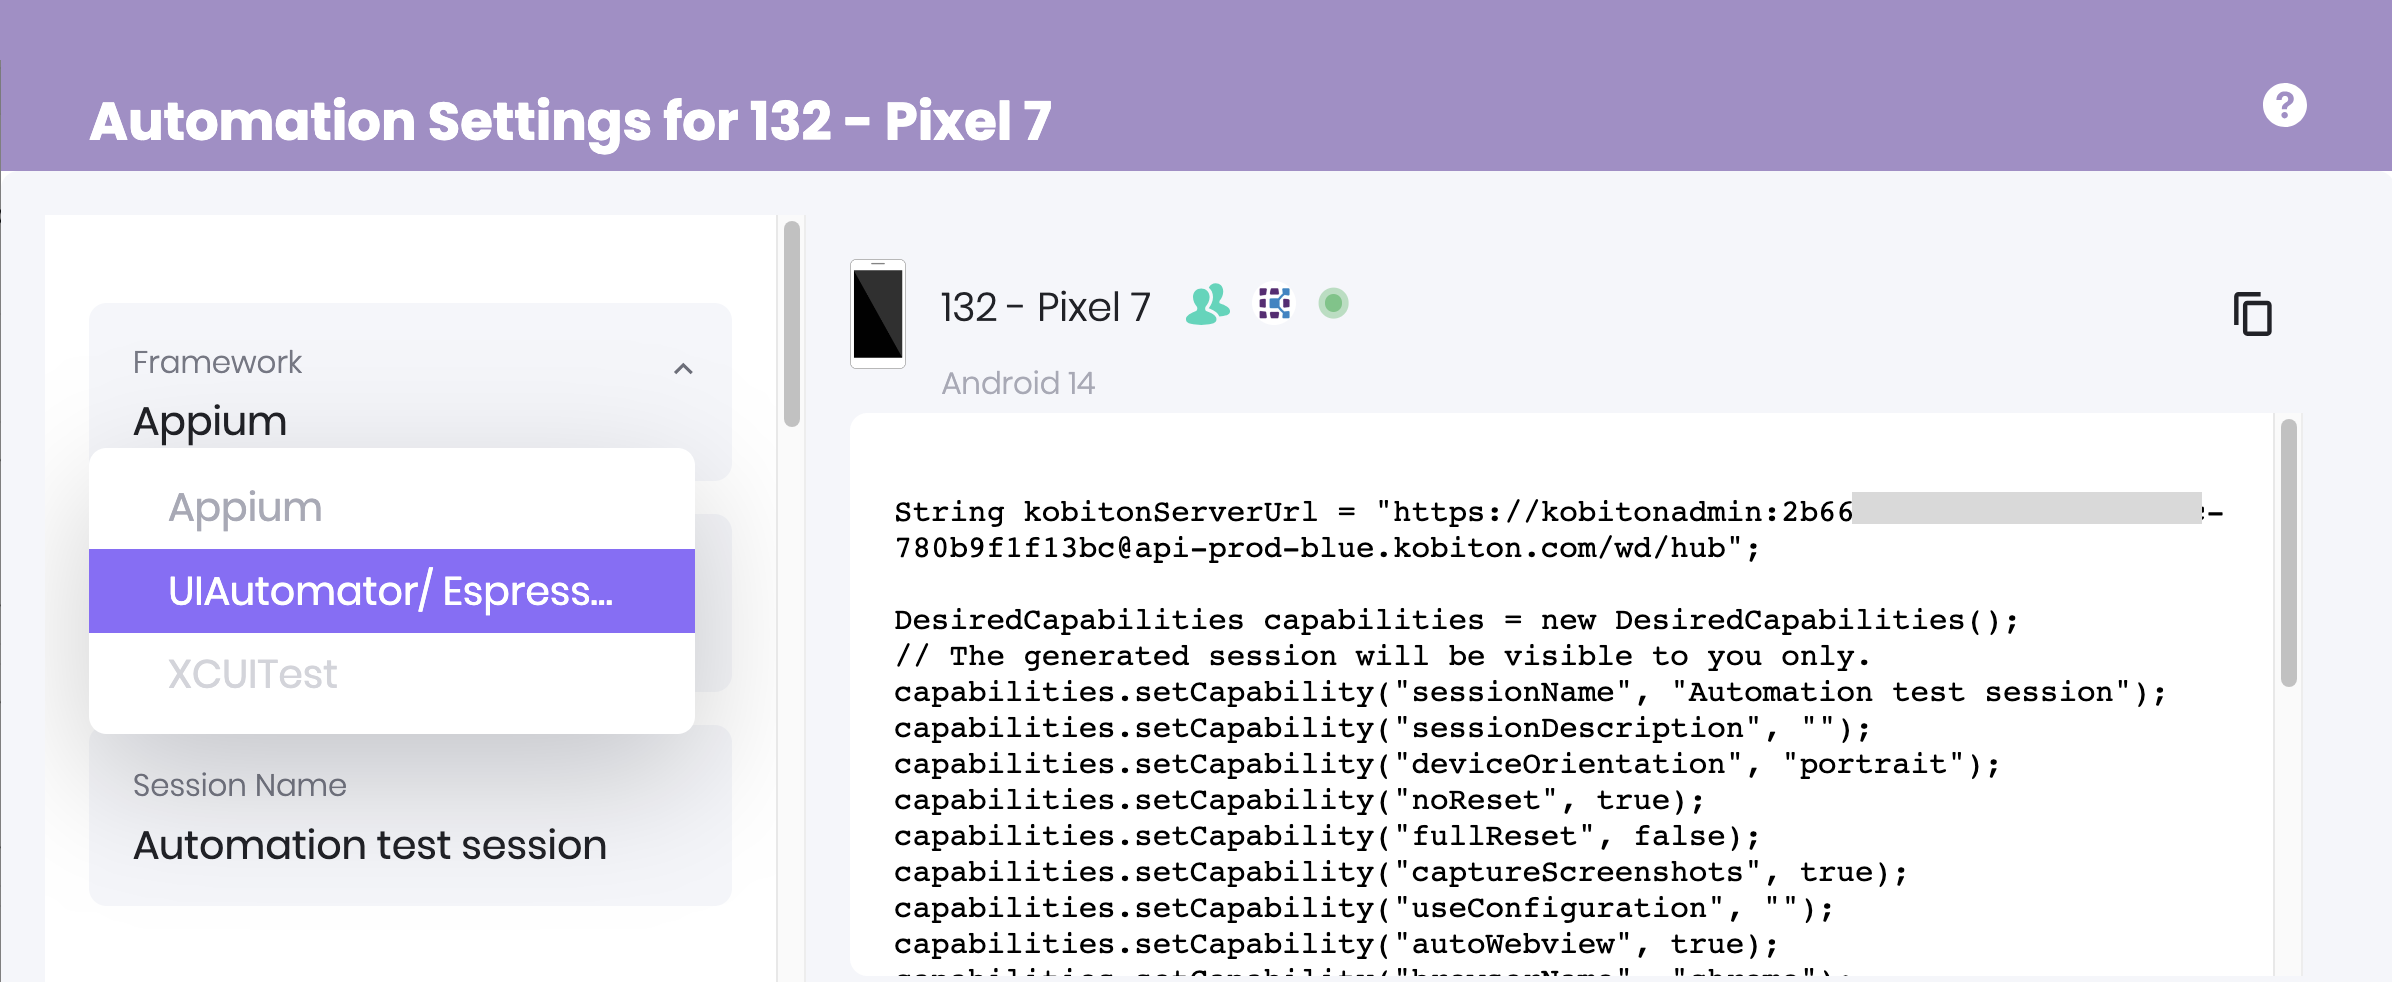 Automation Settings for 132 - Pixel 7
?
Framework
Appium
Appium
UIAutomator/ Espress...
XCUITest
Session Name
Automation test session
132 - Pixel 7
Android 14
String kobitonServerUrl = "https://kobitonadmin:2b66 -
780b9f1f13bc@api-prod-blue.kobiton.com/wd/hub";
DesiredCapabilities capabilities = new DesiredCapabilities();
// The generated session will be visible to you only.
capabilities.setCapability("sessionName", "Automation test session");
capabilities.setCapability("sessionDescription", "");
capabilities.setCapability("deviceOrientation", "portrait");
capabilities.setCapability("noReset", true);
capabilities.setCapability("fullReset", false);
capabilities.setCapability("captureScreenshots", true);
capabilities.setCapability("useConfiguration", "");
capabilities.setCapability("autoWebview", true);
capabilities.setCapability("browserName", "chrome");